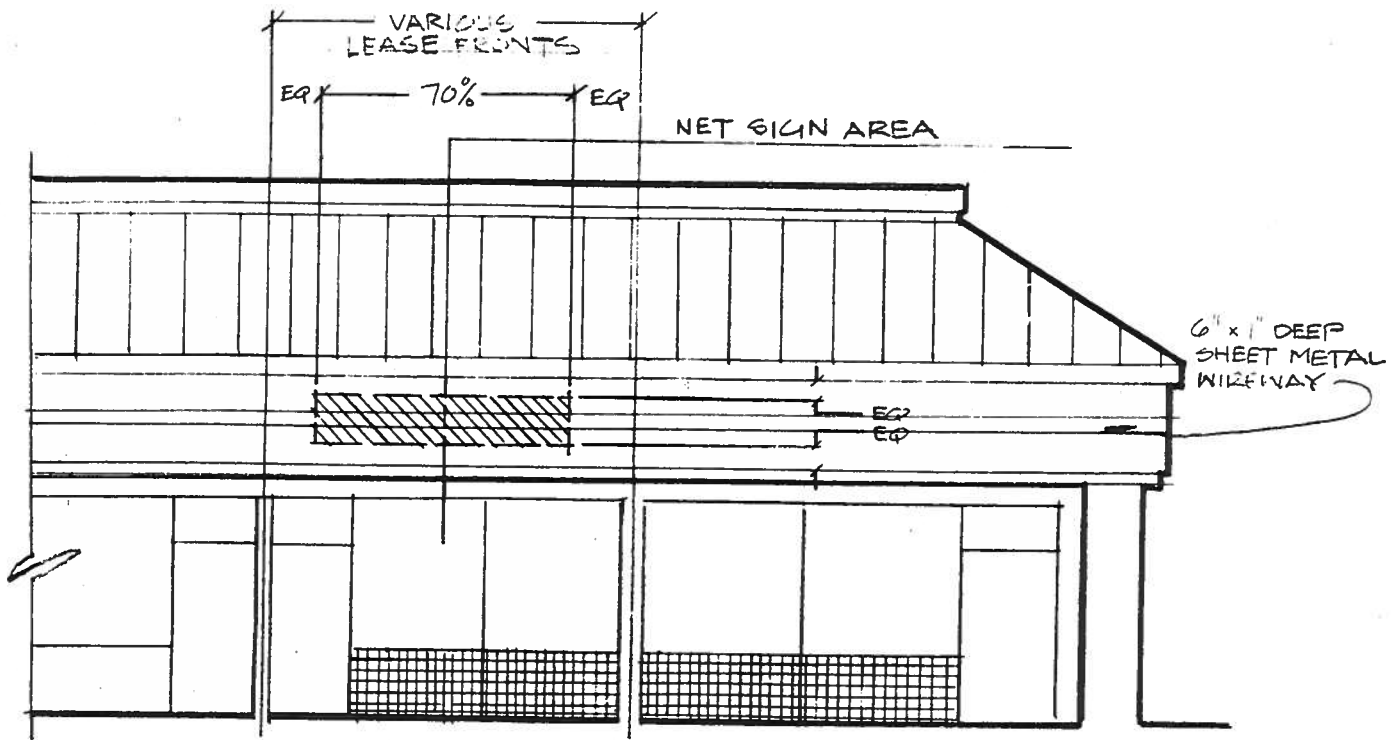 VARIOUS
LEASE FRONTS
EQ 70% EQ
NET SIGN AREA
6" x 1" DEEP
SHEET METAL
WIREWAY
EQ
EQ